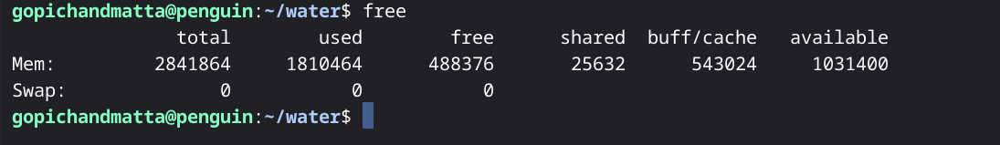 gopichandmatta@penguin:~/water$ free
total used free shared buff/cache available
Mem: 2841864 1810464 488376 25632 543024 1031400
Swap: 0 0 0
gopichandmatta@penguin:~/water$